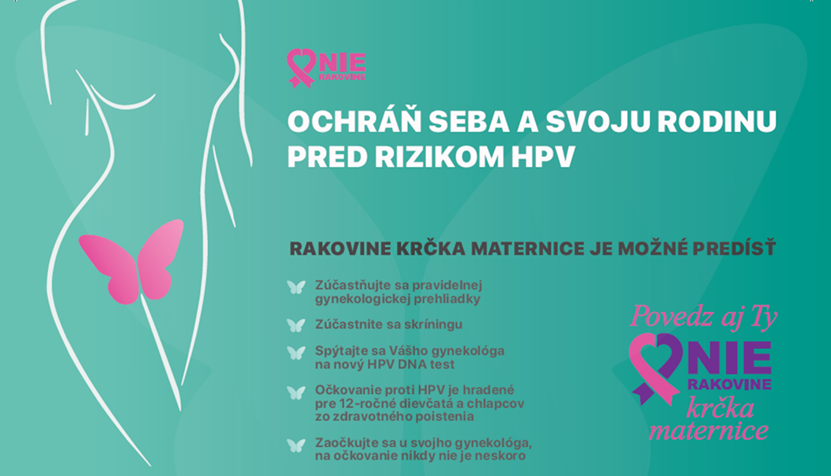 NIE
RAKOVINE
OCHRÁŇ SEBA A SVOJU RODINU
PRED RIZIKOM HPV
RAKOVINE KRČKA MATERNICE JE MOŽNÉ PREDÍSŤ
Zúčastňujte sa pravidelnej
gynekologickej prehliadky
Zúčastnite sa skríningu
Spýtajte sa Vášho gynekológa
na nový HPV DNA test
Očkovanie proti HPV je hradené
pre 12-ročné dievčatá a chlapcov
zo zdravotného poistenia
Zaočkujte sa u svojho gynekológa,
na očkovanie nikdy nie je neskoro
Povedz aj Ty
NIE
RAKOVINE
krčka
maternice